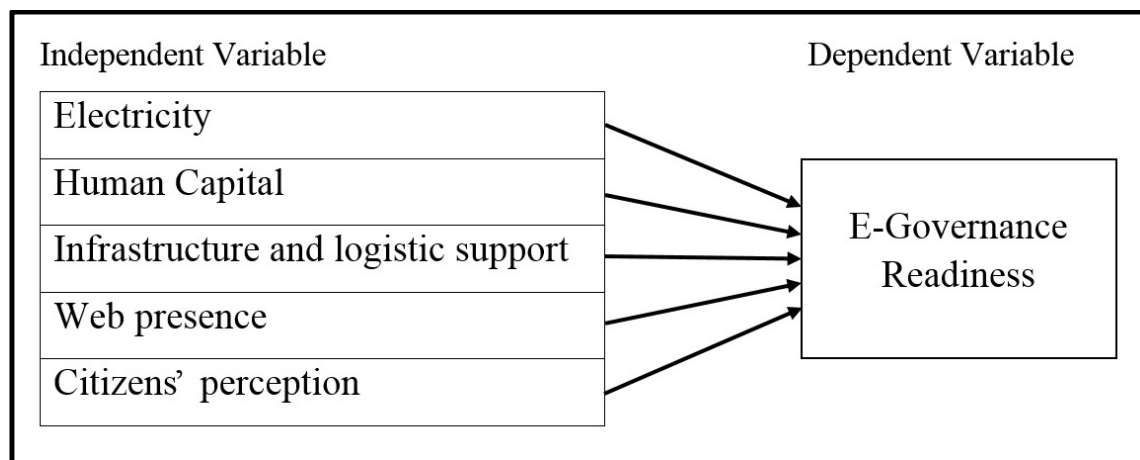 Independent Variable
Dependent Variable
Electricity
Human Capital
Infrastructure and logistic support
Web presence
Citizens’ perception
E-Governance
Readiness